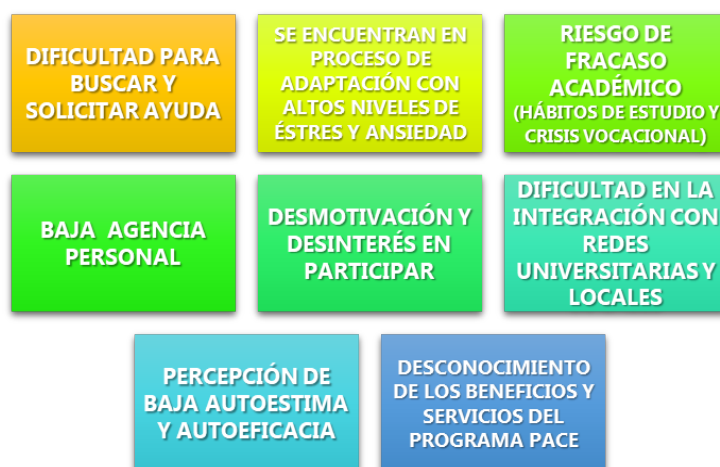 DIFICULTAD PARA
BUSCAR Y
SOLICITAR AYUDA
SE ENCUENTRAN EN
PROCESO DE
ADAPTACIÓN CON
ALTOS NIVELES DE
ÉSTRES Y ANSIEDAD
RIESGO DE
FRACASO
ACADÉMICO
(HÁBITOS DE ESTUDIO Y
CRISIS VOCACIONAL)
BAJA AGENCIA
PERSONAL
DESMOTIVACIÓN Y
DESINTERÉS EN
PARTICIPAR
DIFICULTAD EN LA
INTEGRACIÓN CON
REDES
UNIVERSITARIAS Y
LOCALES
PERCEPCIÓN DE
BAJA AUTOESTIMA
Y AUTOEFICACIA
DESCONOCIMIENTO
DE LOS BENEFICIOS Y
SERVICIOS DEL
PROGRAMA PACE